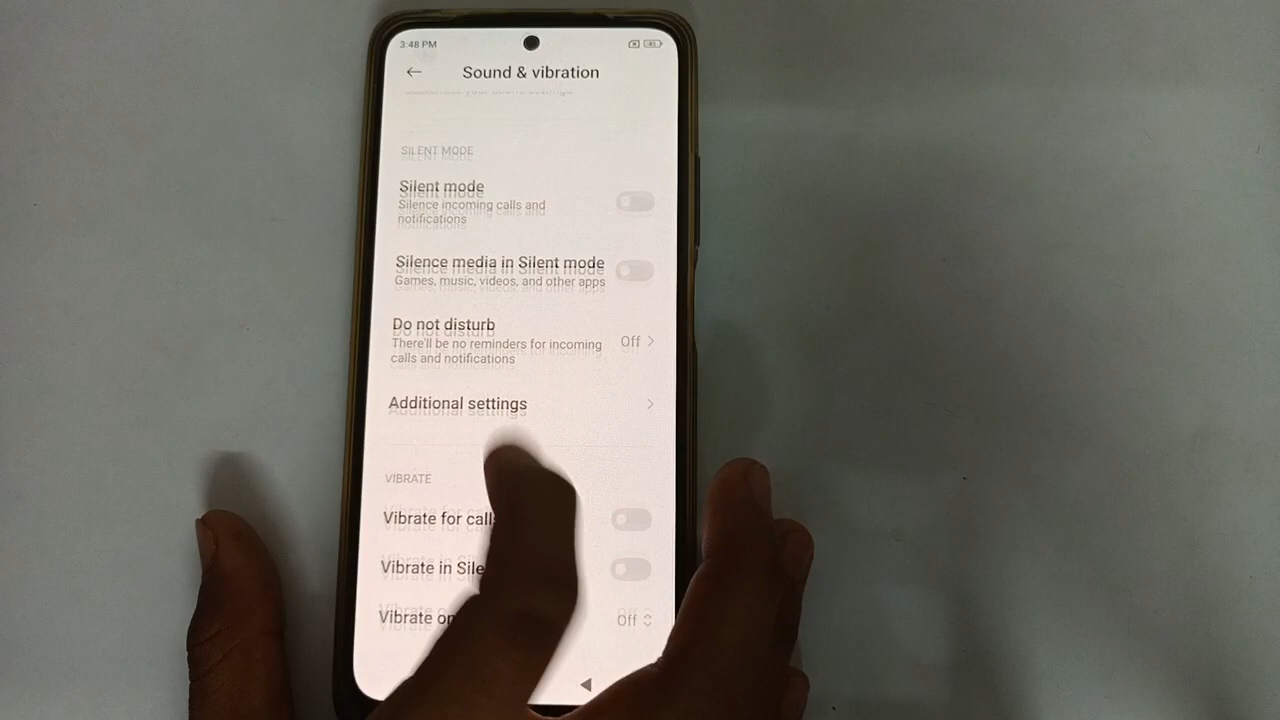 3:48 PM
Sound & vibration
SILENT MODE
Silent mode
Silence incoming calls and
notifications
Silence media in Silent mode
Games, music, videos, and other apps
Do not disturb
There'll be no reminders for incoming
calls and notifications
Off
Additional settings
VIBRATE
Vibrate for call
Vibrate in Sile
Vibrate on
Off